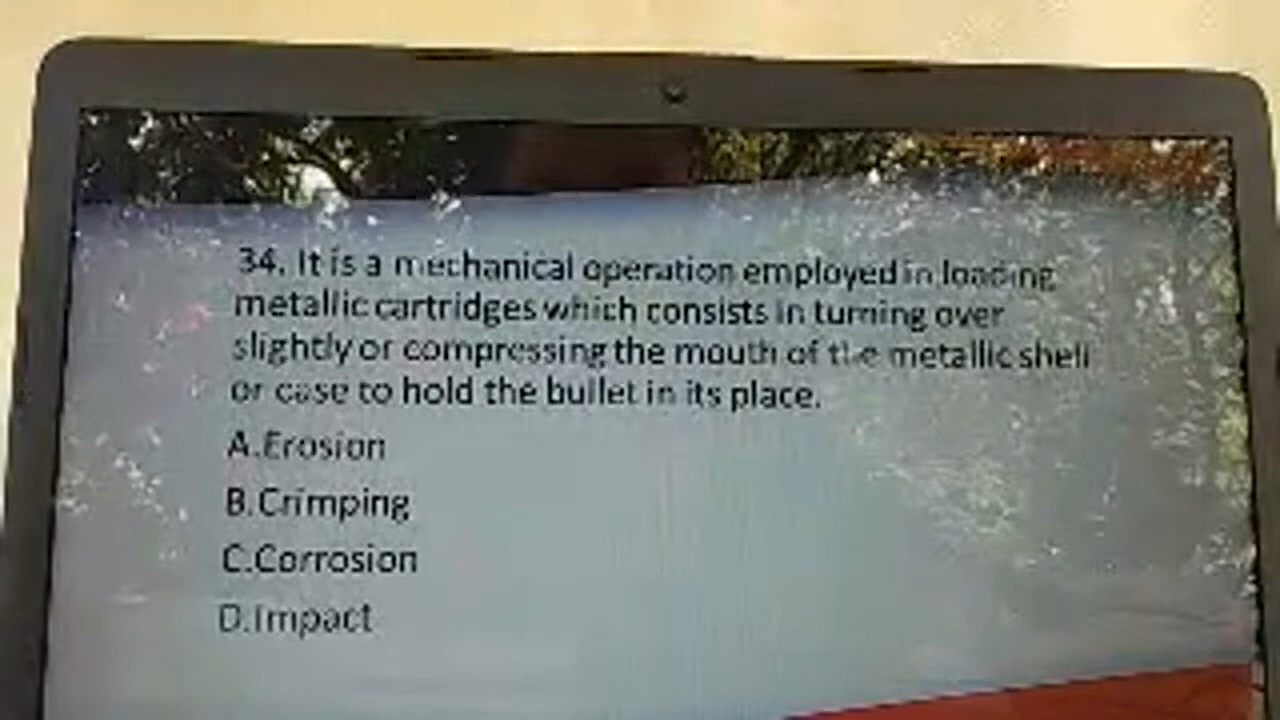 34. It is a mechanical operation employed in loading
metallic cartridges which consists in turning over
slightly or compressing the mouth of the metallic shell
or case to hold the bullet in its place.
A.Erosion
B.Crimping
C.Corrosion
D.Impact